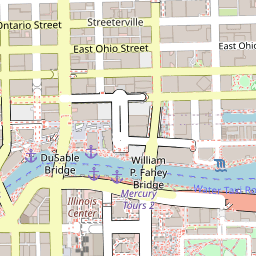 Streeterville
Ontario Street
East Ohio Street
East Ohio
DuSable
Bridge
William
P. Fahey
Bridge
Water Taxi
Mercury
Tours 2
Illinois
Center